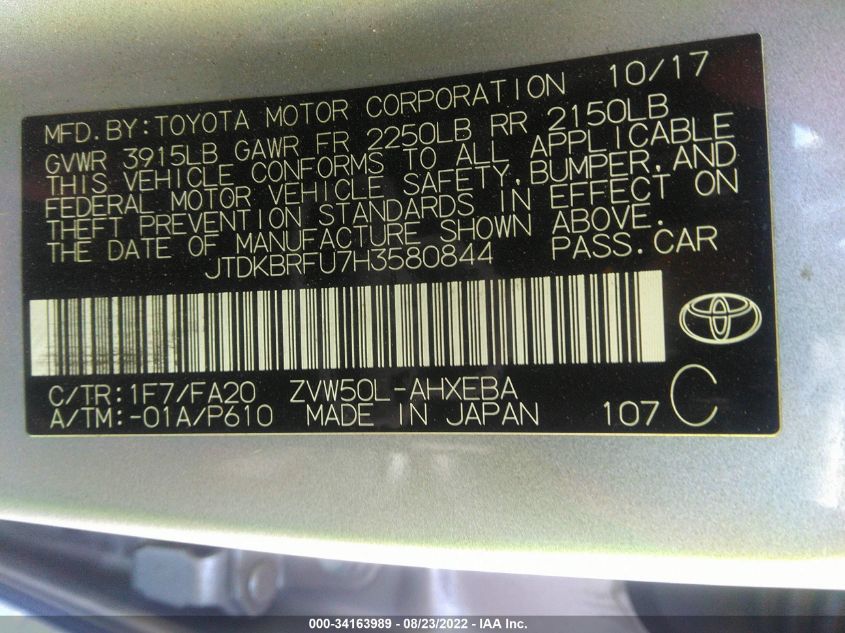 MFD.BY:TOYOTA MOTOR CORPORATION 10/17
GVWR 3915LB GAWR FR 2250LB RR 2150LB
THIS VEHICLE CONFORMS TO ALL APPLICABLE
FEDERAL MOTOR VEHICLE SAFETY,BUMPER,AND
THEFT PREVENTION STANDARDS IN EFFECT ON
THE DATE OF MANUFACTURE SHOWN ABOVE.
JTDKBRFU7H3580844 PASS.CAR
C/TR:1F7/FA20 ZVW50L-AHXEBA
A/TM:-01A/P610 MADE IN JAPAN 107 C
000-34163989 - 08/23/2022 - IAA Inc.